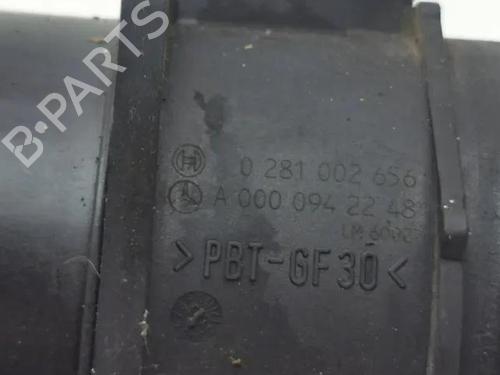 B-PARTS
0 281 002 656
A 000 094 22 48
>PBT-GF30<